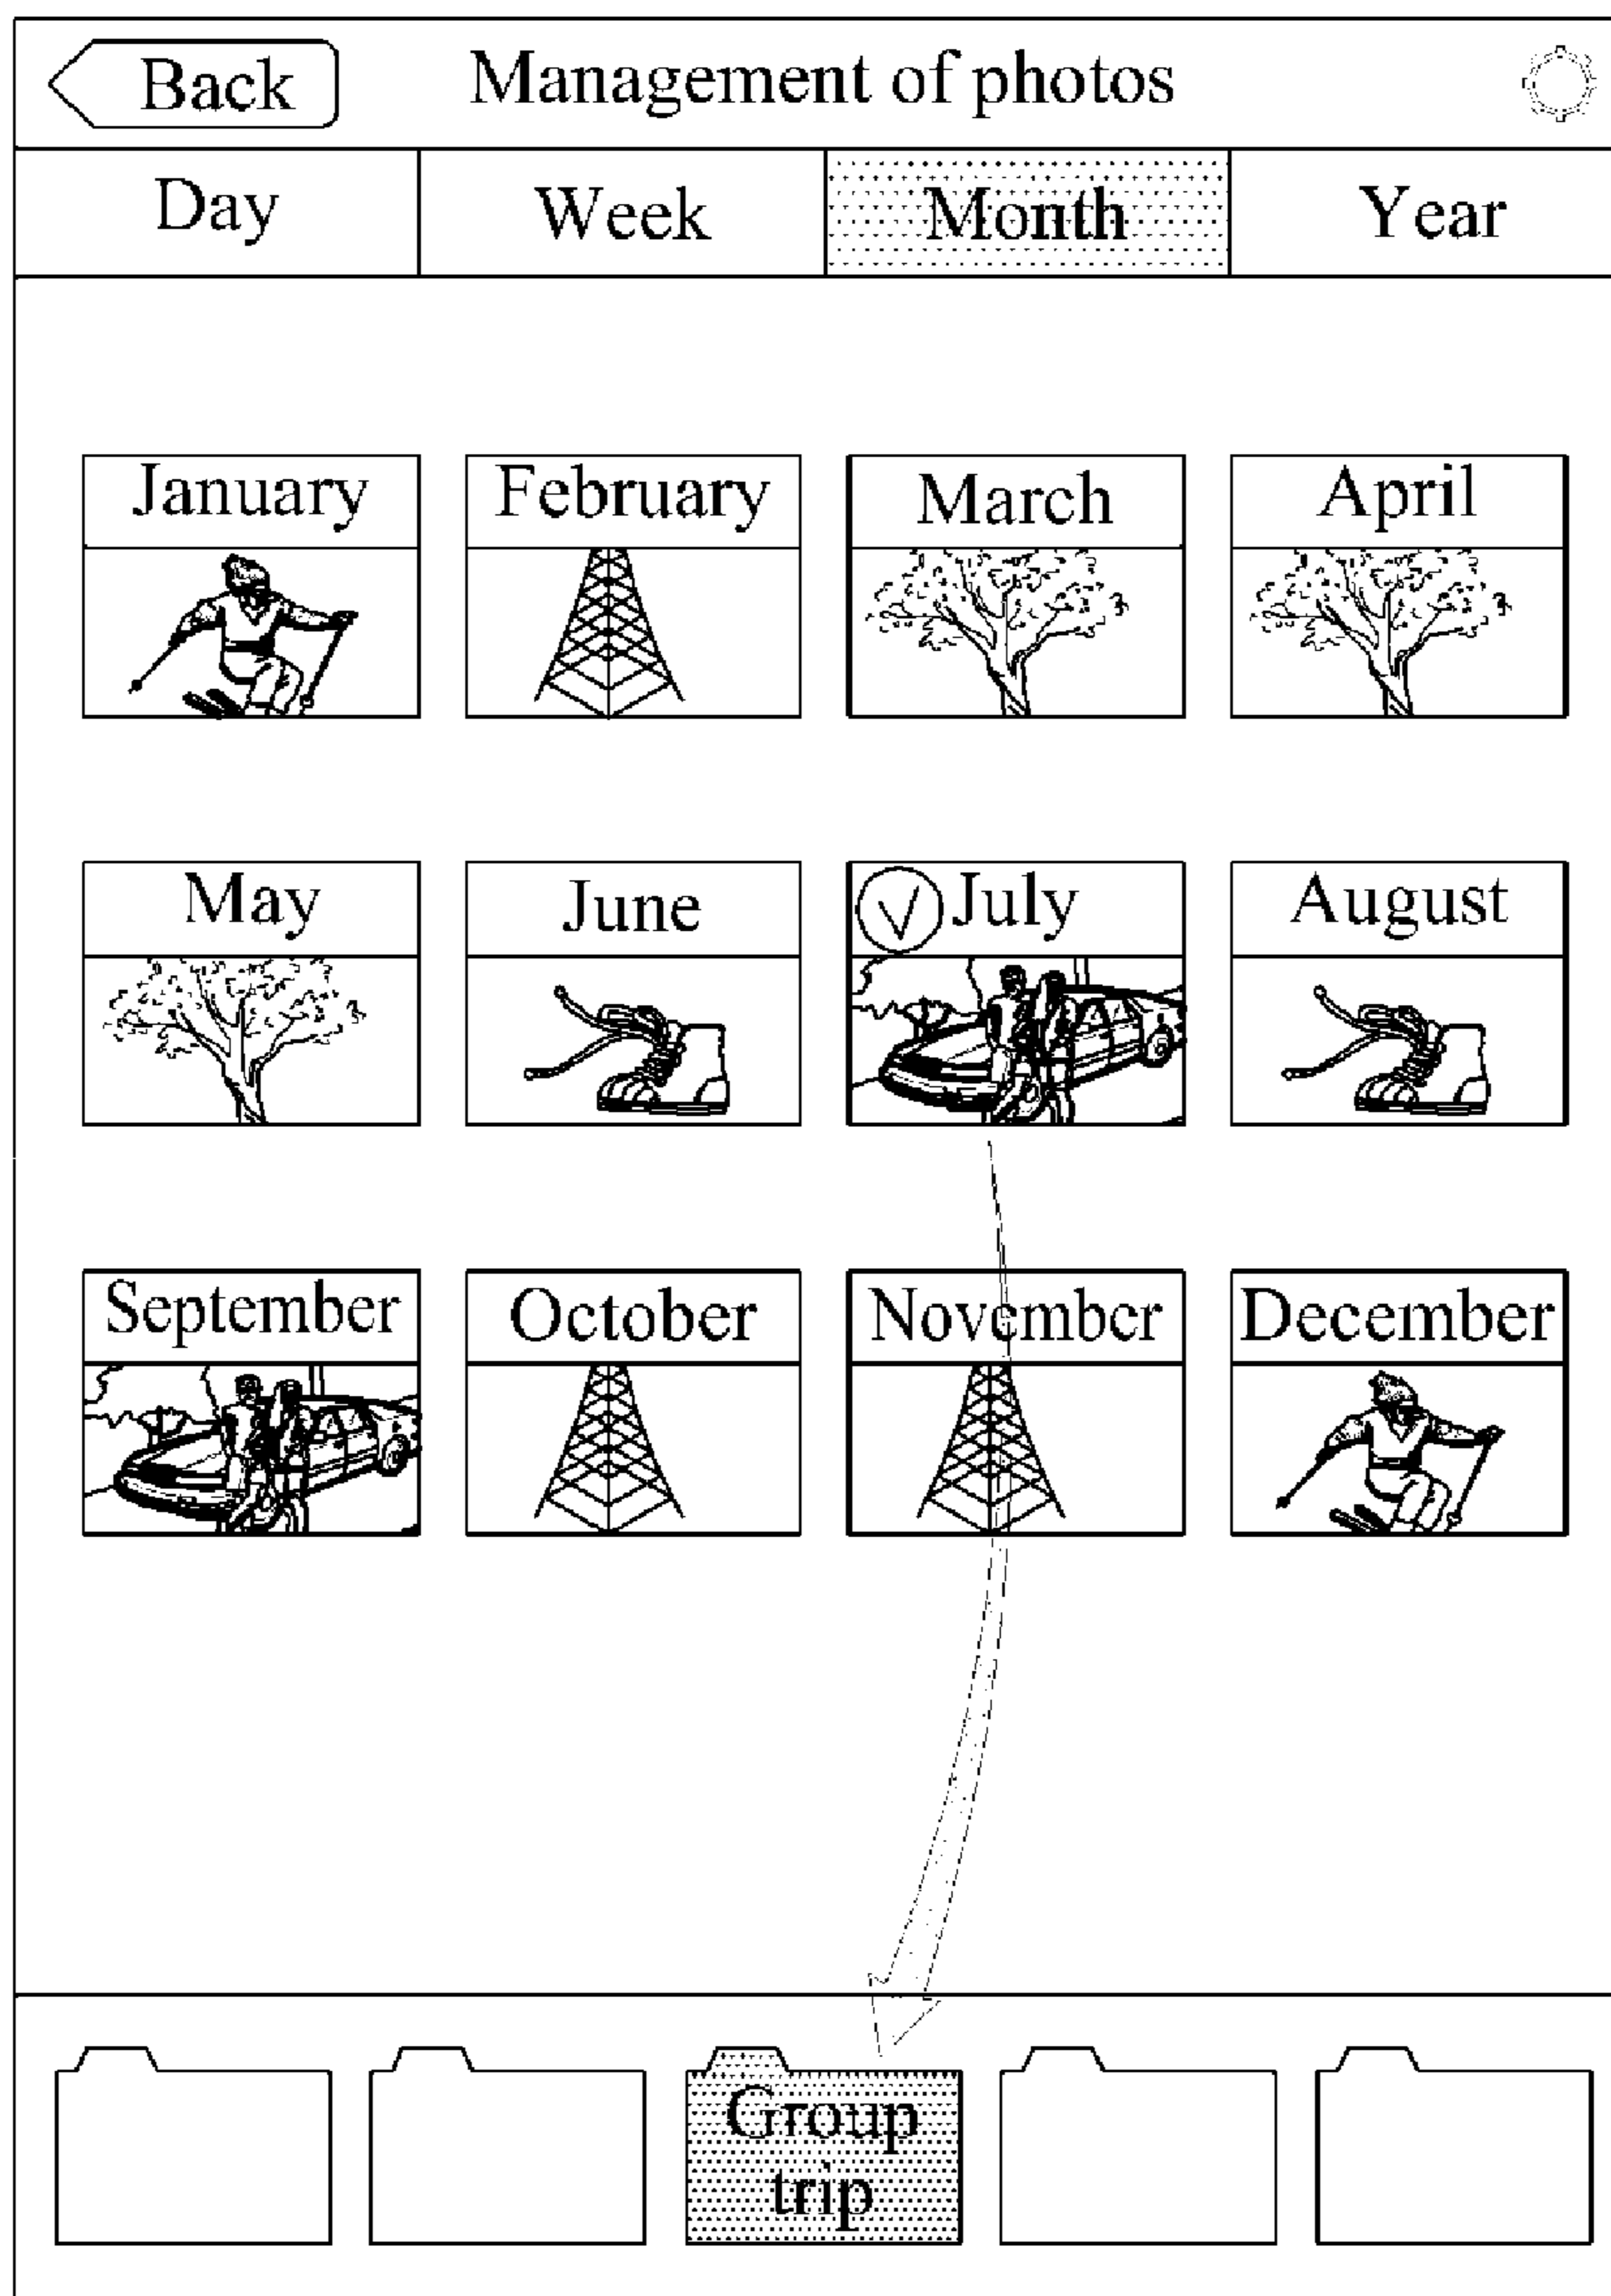 Back Management of photos
Day Week Month Year
January February March April
May June July August
September October November December
Group
trip